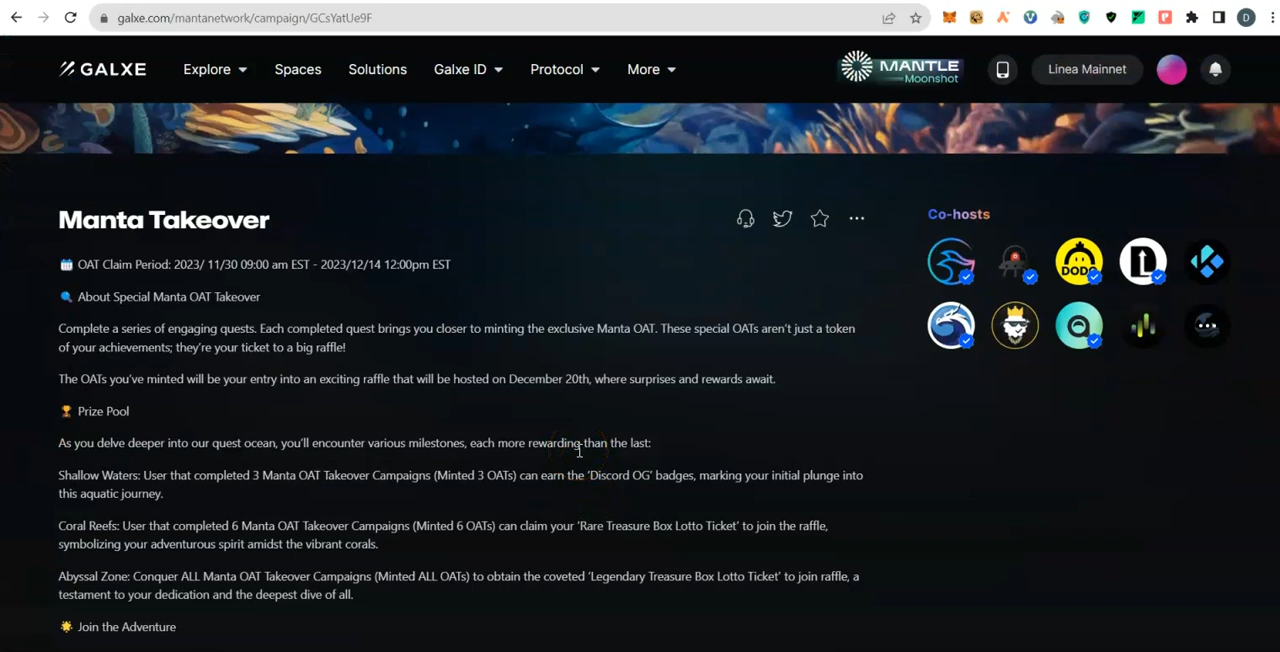 galxe.com/mantanetwork/campaign/GCsYatUe9F
D
GALXE
Explore
Spaces
Solutions
Galxe ID
Protocol
More
MANTLE
Moonshot
Linea Mainnet
Manta Takeover
Co-hosts
OAT Claim Period: 2023/ 11/30 09:00 am EST - 2023/12/14 12:00pm EST
DODO
About Special Manta OAT Takeover
Complete a series of engaging quests. Each completed quest brings you closer to minting the exclusive Manta OAT. These special OATs aren't just a token
of your achievements; they're your ticket to a big raffle!
The OATs you've minted will be your entry into an exciting raffle that will be hosted on December 20th, where surprises and rewards await.
Prize Pool
As you delve deeper into our quest ocean, you'll encounter various milestones, each more rewarding than the last:
Shallow Waters: User that completed 3 Manta OAT Takeover Campaigns (Minted 3 OATs) can earn the 'Discord OG' badges, marking your initial plunge into
this aquatic journey.
Coral Reefs: User that completed 6 Manta OAT Takeover Campaigns (Minted 6 OATs) can claim your 'Rare Treasure Box Lotto Ticket' to join the raffle,
symbolizing your adventurous spirit amidst the vibrant corals.
Abyssal Zone: Conquer ALL Manta OAT Takeover Campaigns (Minted ALL OATs) to obtain the coveted 'Legendary Treasure Box Lotto Ticket' to join raffle, a
testament to your dedication and the deepest dive of all.
Join the Adventure